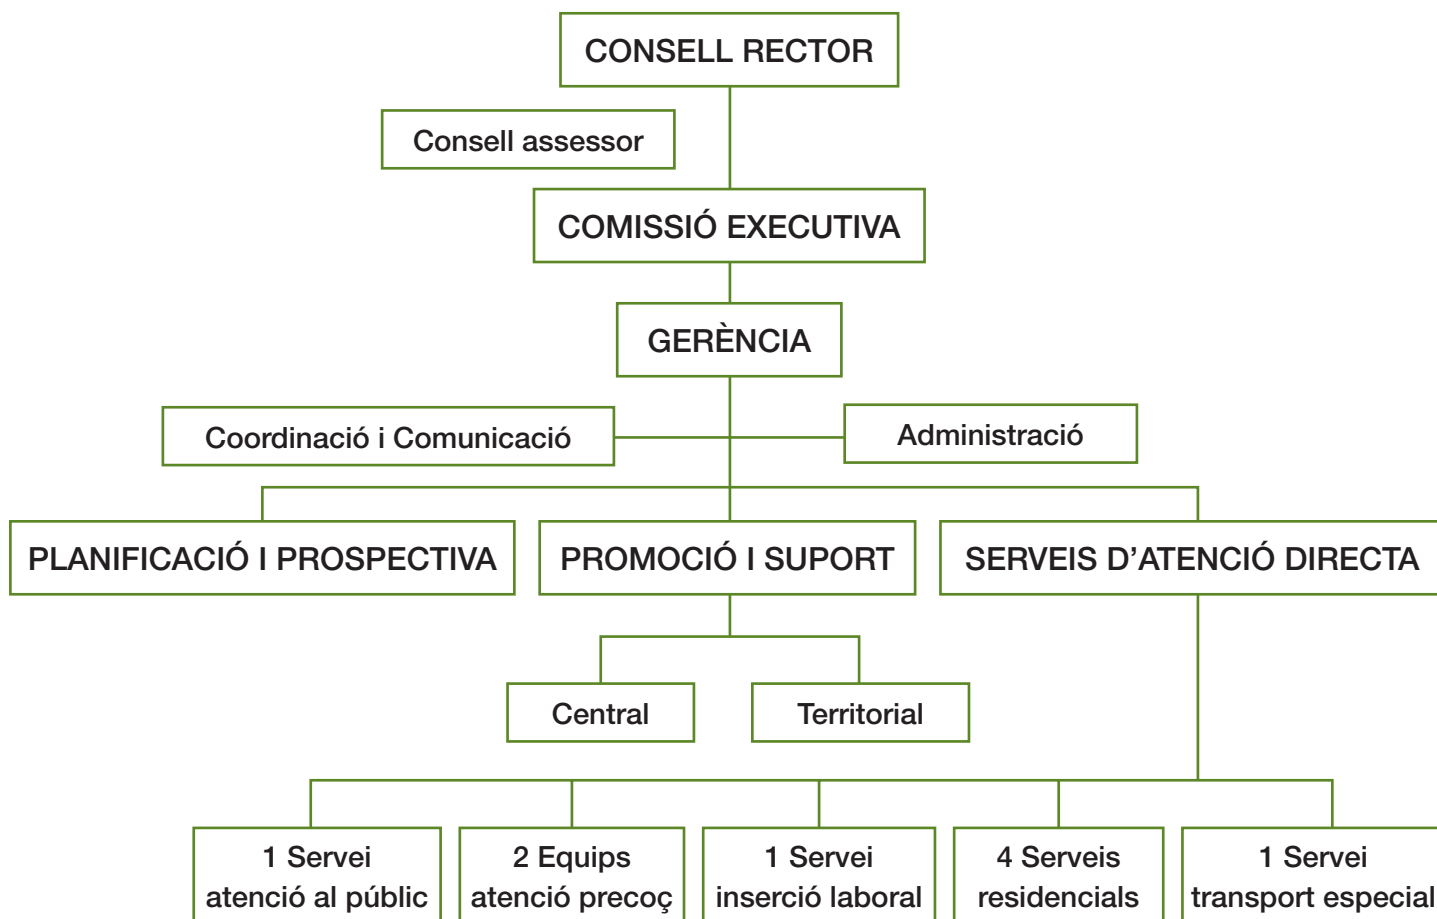 CONSELL RECTOR
Consell assessor
COMISSIÓ EXECUTIVA
GERÈNCIA
Coordinació i Comunicació
Administració
PLANIFICACIÓ I PROSPECTIVA
PROMOCIÓ I SUPORT
SERVEIS D’ATENCIÓ DIRECTA
Central
Territorial
1 Servei
atenció al públic
2 Equips
atenció precoç
1 Servei
inserció laboral
4 Serveis
residencials
1 Servei
transport especial